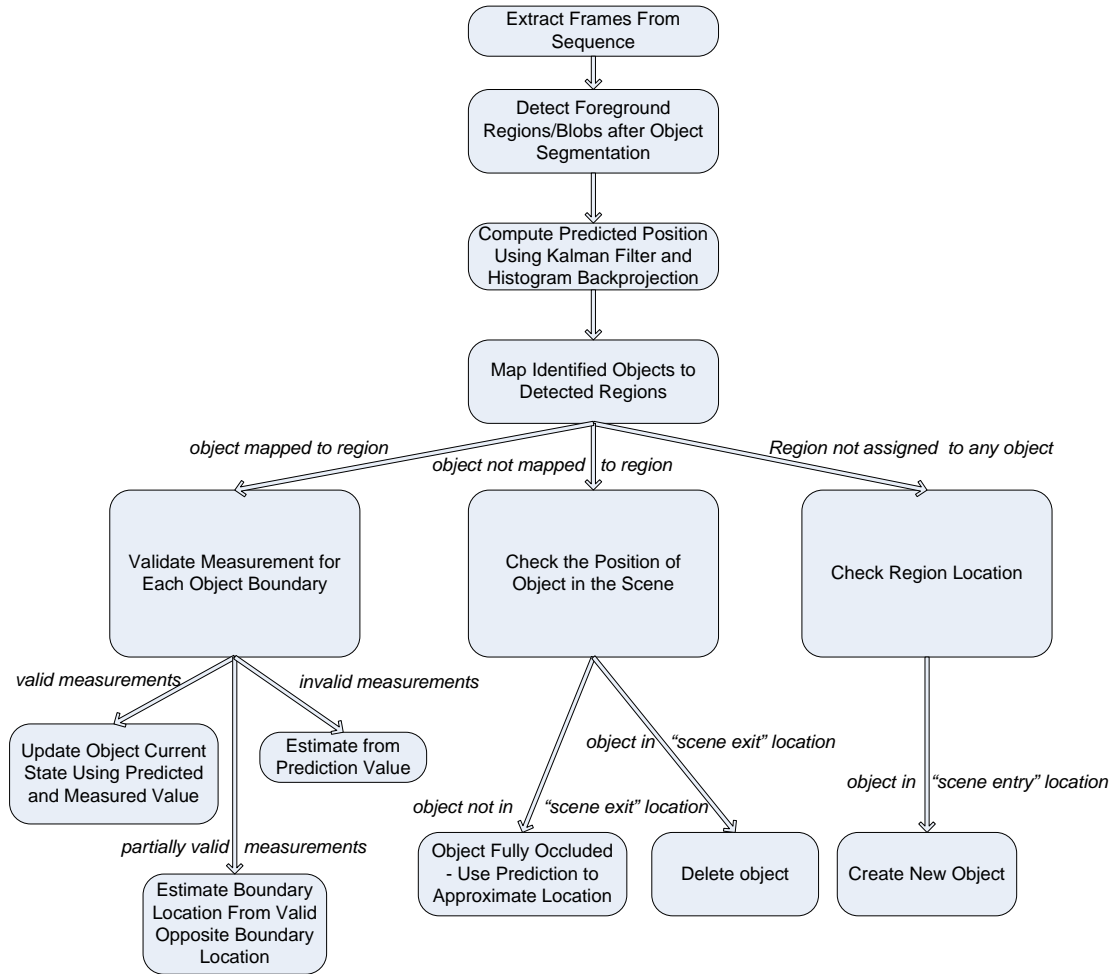 Extract Frames From
Sequence
Detect Foreground
Regions/Blobs after Object
Segmentation
Compute Predicted Position
Using Kalman Filter and
Histogram Backprojection
Map Identified Objects to
Detected Regions
object mapped to region
object not mapped to region
Region not assigned to any object
Validate Measurement for
Each Object Boundary
Check the Position of
Object in the Scene
Check Region Location
valid measurements
invalid measurements
Update Object Current
State Using Predicted
and Measured Value
Estimate from
Prediction Value
object in “scene exit” location
object in “scene entry” location
object not in “scene exit” location
partially valid measurements
Object Fully Occluded
- Use Prediction to
Approximate Location
Delete object
Create New Object
Estimate Boundary
Location From Valid
Opposite Boundary
Location